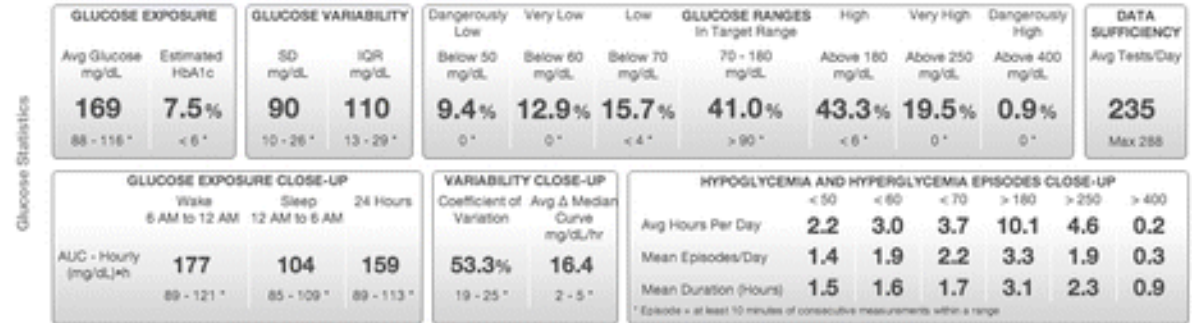 Glucose Statistics
GLUCOSE EXPOSURE
Avg Glucose mg/dL
Estimated HbA1c
169 7.5%
88 - 116 * < 6 *
GLUCOSE VARIABILITY
SD mg/dL
IQR mg/dL
90 110
10 - 26 * 13 - 29 *
GLUCOSE RANGES
Dangerously Low Very Low Low In Target Range High Very High Dangerously High
Below 50 mg/dL Below 60 mg/dL Below 70 mg/dL 70 - 180 mg/dL Above 180 mg/dL Above 250 mg/dL Above 400 mg/dL
9.4% 12.9% 15.7% 41.0% 43.3% 19.5% 0.9%
0 * 0 * < 4 * > 90 * < 6 * 0 * 0 *
DATA SUFFICIENCY
Avg Tests/Day
235
Max 288
GLUCOSE EXPOSURE CLOSE-UP
Wake Sleep 24 Hours
6 AM to 12 AM 12 AM to 6 AM
AUC - Hourly (mg/dL)*h 177 104 159
89 - 121 * 85 - 109 * 89 - 113 *
VARIABILITY CLOSE-UP
Coefficient of Variation
Avg Δ Median Curve mg/dL/hr
53.3% 16.4
19 - 25 * 2 - 5 *
HYPOGLYCEMIA AND HYPERGLYCEMIA EPISODES CLOSE-UP
< 50 < 60 < 70 > 180 > 250 > 400
Avg Hours Per Day 2.2 3.0 3.7 10.1 4.6 0.2
Mean Episodes/Day 1.4 1.9 2.2 3.3 1.9 0.3
Mean Duration (Hours) 1.5 1.6 1.7 3.1 2.3 0.9
* Episode = at least 10 minutes of consecutive measurements within a range